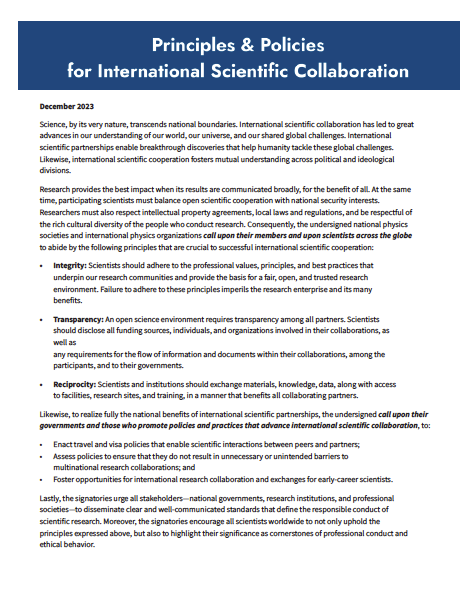 Principles & Policies
for International Scientific Collaboration
December 2023
Science, by its very nature, transcends national boundaries. International scientific collaboration has led to great
advances in our understanding of our world, our universe, and our shared global challenges. International
scientific partnerships enable breakthrough discoveries that help humanity tackle these global challenges.
Likewise, international scientific cooperation fosters mutual understanding across political and ideological
divisions.
Research provides the best impact when its results are communicated broadly, for the benefit of all. At the same
time, participating scientists must balance open scientific cooperation with national security interests.
Researchers must also respect intellectual property agreements, local laws and regulations, and be respectful of
the rich cultural diversity of the people who conduct research. Consequently, the undersigned national physics
societies and international physics organizations call upon their members and upon scientists across the globe
to abide by the following principles that are crucial to successful international scientific cooperation:
• Integrity: Scientists should adhere to the professional values, principles, and best practices that
underpin our research communities and provide the basis for a fair, open, and trusted research
environment. Failure to adhere to these principles imperils the research enterprise and its many
benefits.
• Transparency: An open science environment requires transparency among all partners. Scientists
should disclose all funding sources, individuals, and organizations involved in their collaborations, as
well as
any requirements for the flow of information and documents within their collaborations, among the
participants, and to their governments.
• Reciprocity: Scientists and institutions should exchange materials, knowledge, data, along with access
to facilities, research sites, and training, in a manner that benefits all collaborating partners.
Likewise, to realize fully the national benefits of international scientific partnerships, the undersigned call upon their
governments and those who promote policies and practices that advance international scientific collaboration, to:
• Enact travel and visa policies that enable scientific interactions between peers and partners;
• Assess policies to ensure that they do not result in unnecessary or unintended barriers to
multinational research collaborations; and
• Foster opportunities for international research collaboration and exchanges for early-career scientists.
Lastly, the signatories urge all stakeholders—national governments, research institutions, and professional
societies—to disseminate clear and well-communicated standards that define the responsible conduct of
scientific research. Moreover, the signatories encourage all scientists worldwide to not only uphold the
principles expressed above, but also to highlight their significance as cornerstones of professional conduct and
ethical behavior.